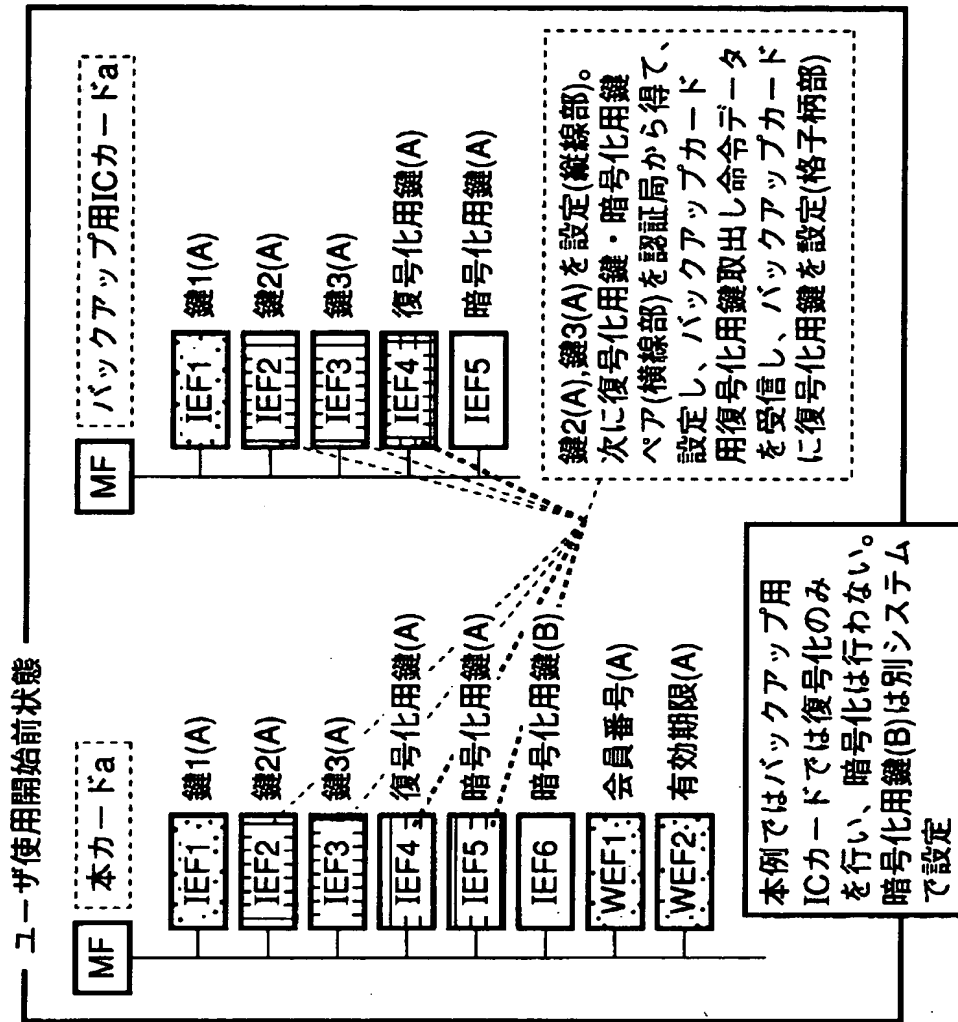 ユーザ使用開始前状態
本カードa
MF
IEF1 鍵1(A)
IEF2 鍵2(A)
IEF3 鍵3(A)
IEF4 復号化用鍵(A)
IEF5 暗号化用鍵(A)
IEF6 暗号化用鍵(B)
WEF1 会員番号(A)
WEF2 有効期限(A)
バックアップ用ICカードa
MF
IEF1 鍵1(A)
IEF2 鍵2(A)
IEF3 鍵3(A)
IEF4 復号化用鍵(A)
IEF5 暗号化用鍵(A)
鍵2(A),鍵3(A)を設定(縦線部)。
次に復号化用鍵・暗号化用鍵
ペア(横線部)を認証局から得て、
設定し、バックアップカード
用復号化用鍵取出し命令データ
を受信し、バックアップカード
に復号化用鍵を設定(格子柄部)
本例ではバックアップ用
ICカードでは復号化のみ
を行い、暗号化は行わない。
暗号化用鍵(B)は別システム
で設定